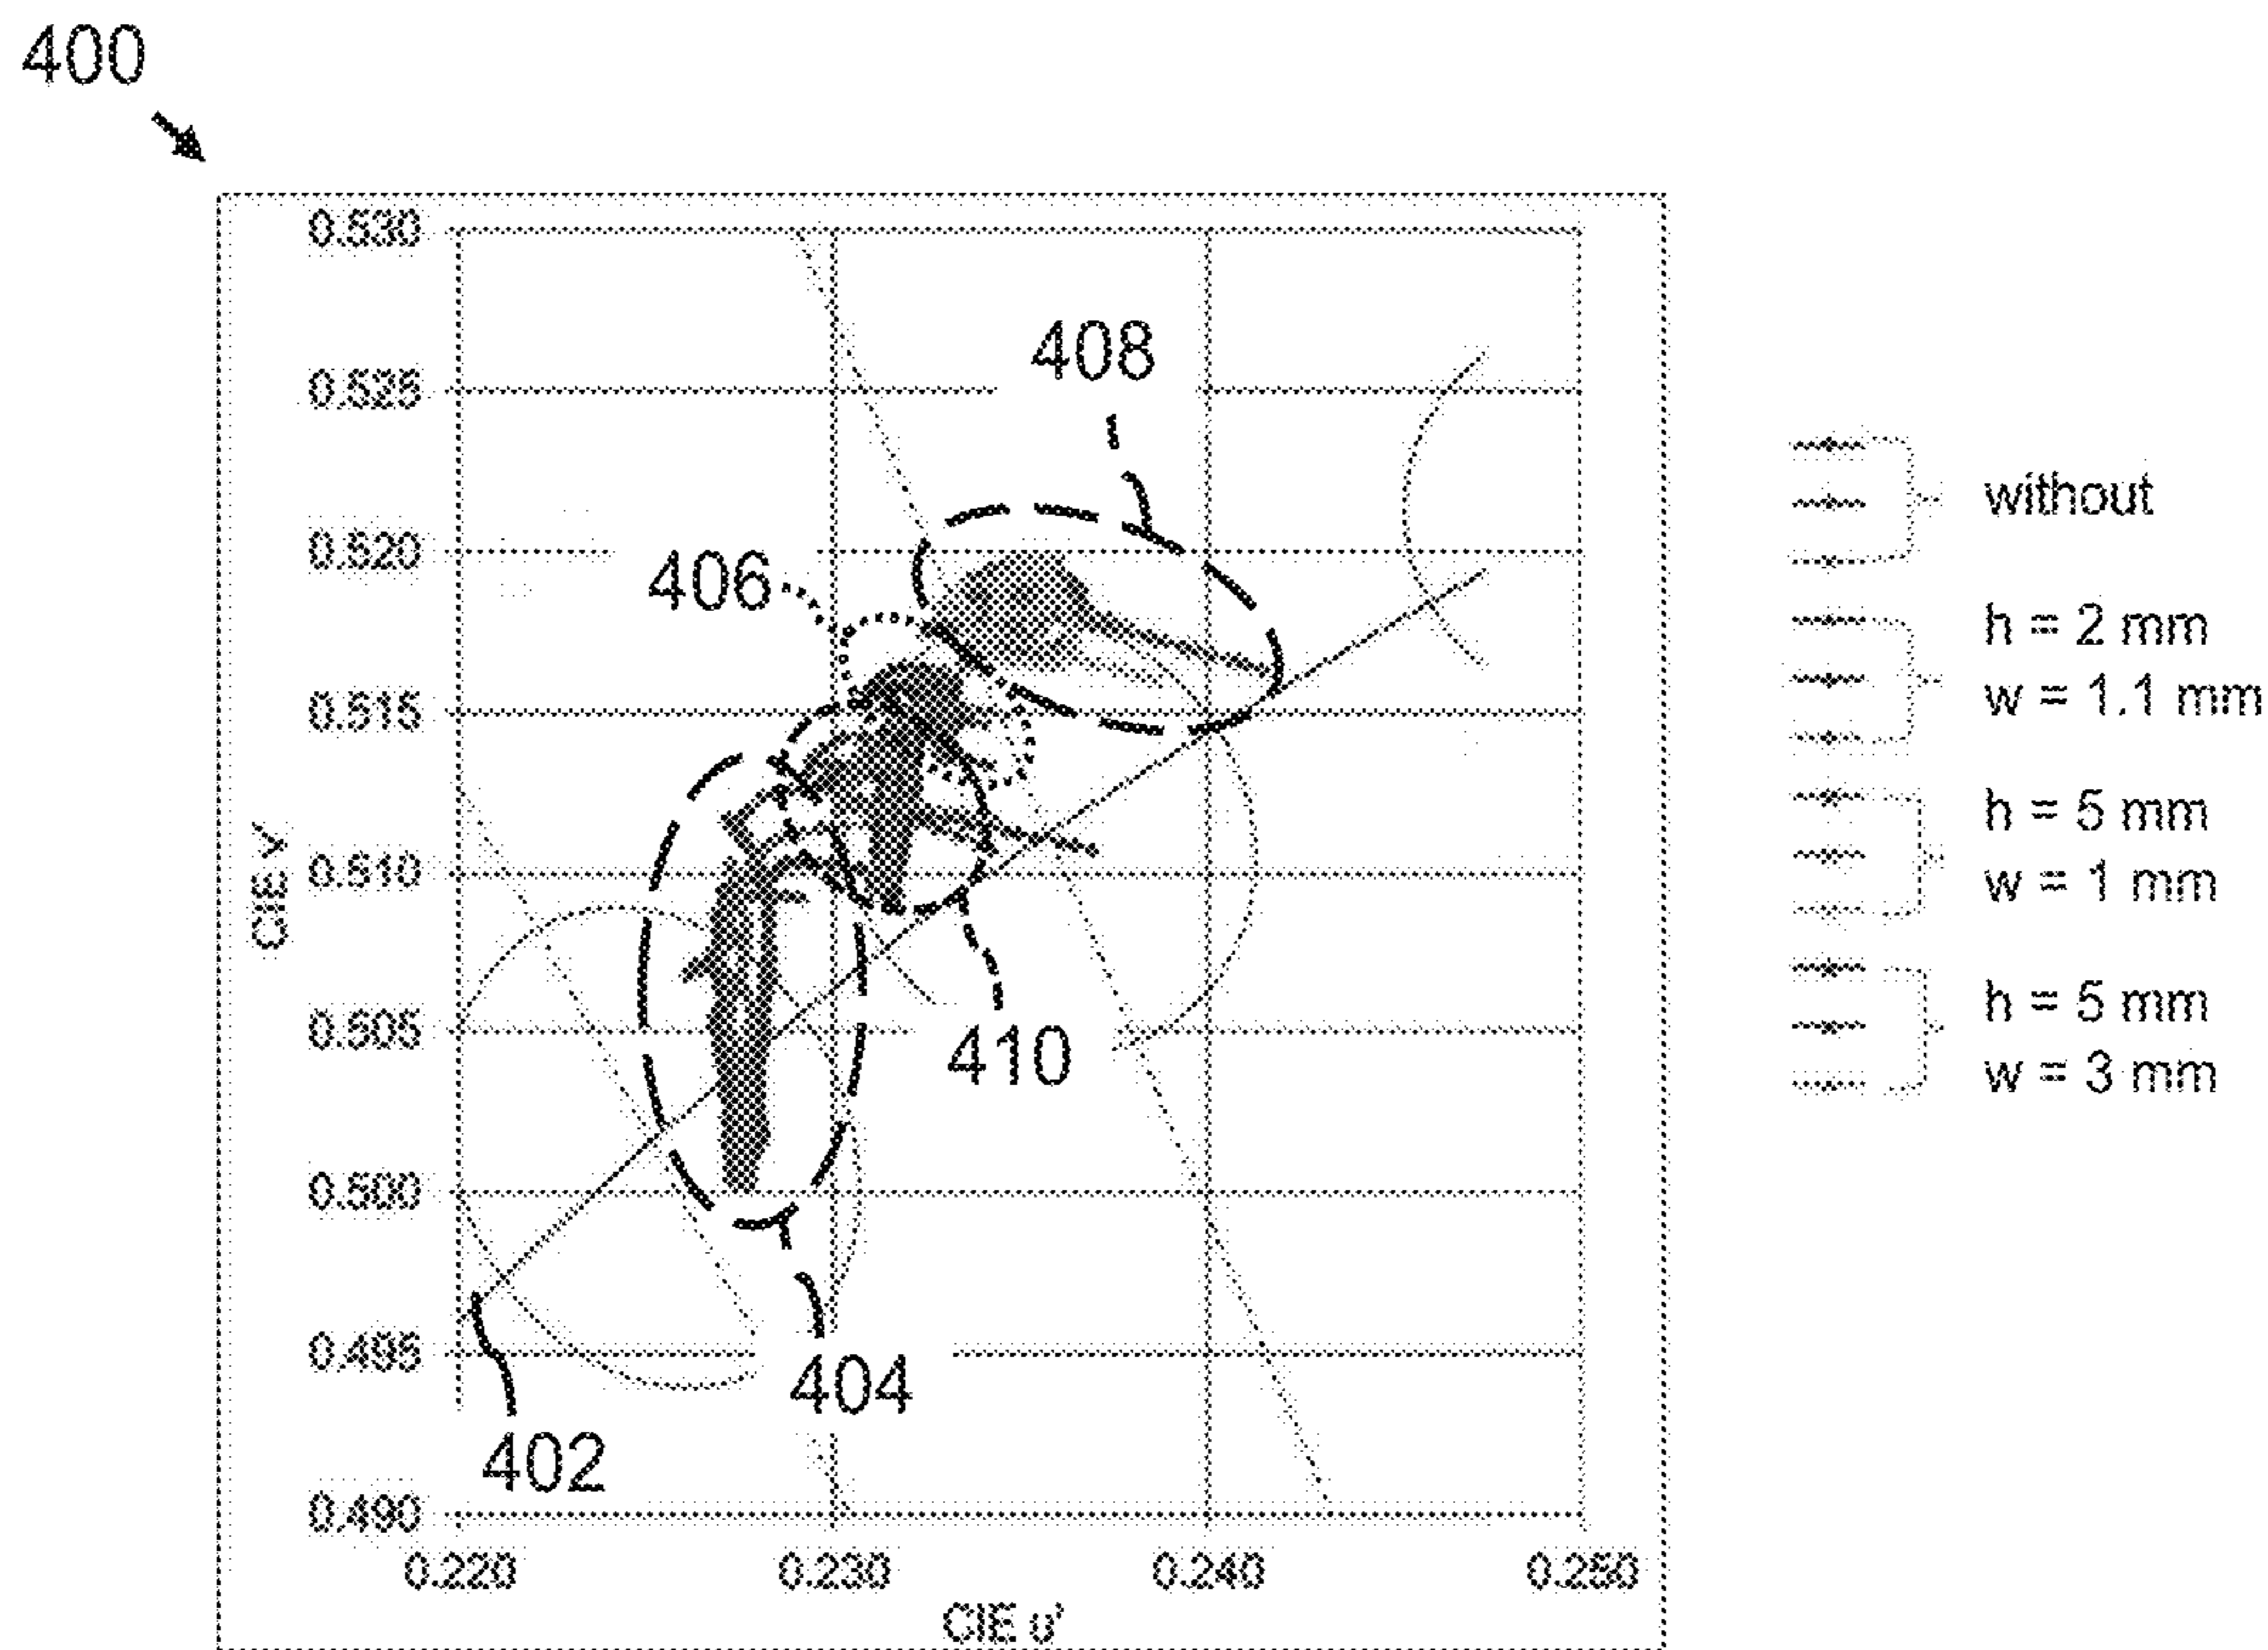 400
0.530
0.525
0.520
0.515
0.510
0.505
0.500
0.495
0.490
0.220
0.230
0.240
0.250
CIE v'
CIE u'
408
406
410
404
402
without
h = 2 mm
w = 1.1 mm
h = 5 mm
w = 1 mm
h = 5 mm
w = 3 mm